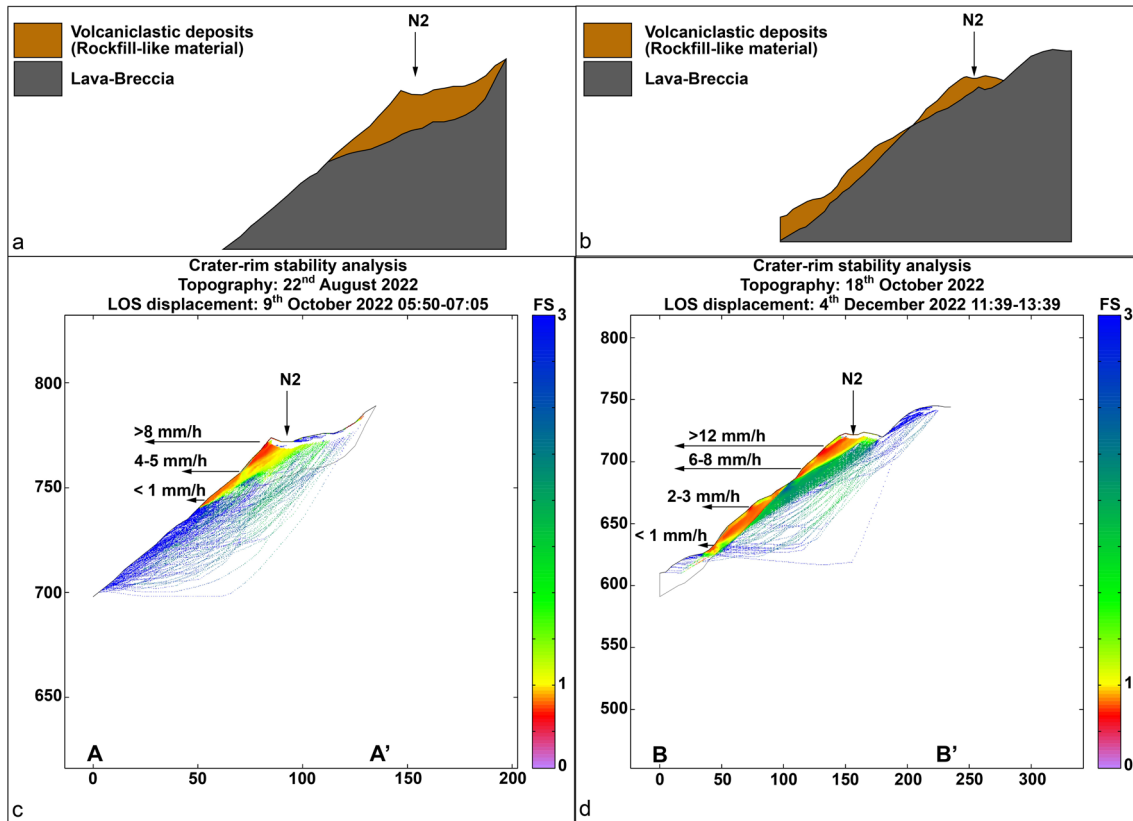 N2
Volcaniclastic deposits
(Rockfill-like material)
Lava-Breccia
a
N2
Volcaniclastic deposits
(Rockfill-like material)
Lava-Breccia
b
Crater-rim stability analysis
Topography: 22nd August 2022
LOS displacement: 9th October 2022 05:50-07:05
FS
3
800
N2
>8 mm/h
4-5 mm/h
750
< 1 mm/h
700
1
650
A
A’
0
0
50
100
150
200
c
Crater-rim stability analysis
Topography: 18th October 2022
LOS displacement: 4th December 2022 11:39-13:39
FS
3
800
750
N2
>12 mm/h
700
6-8 mm/h
2-3 mm/h
650
< 1 mm/h
600
1
550
500
B
B’
0
0
50
100
150
200
250
300
d